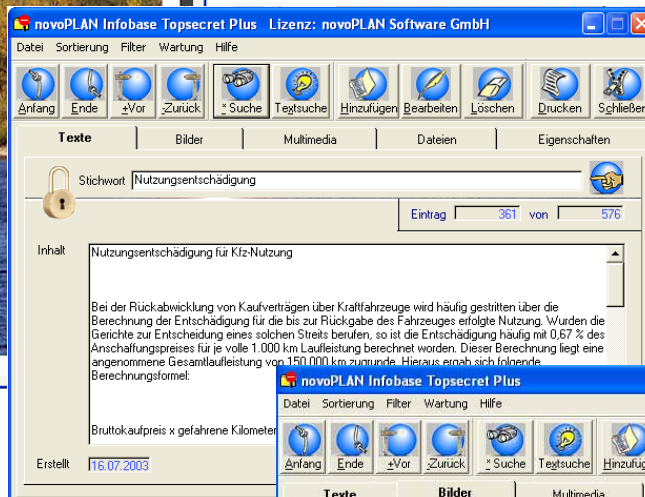 novoPLAN Infobase Topsecret Plus Lizenz: novoPLAN Software GmbH
Datei Sortierung Filter Wartung Hilfe
Anfang Ende +Vor -Zurück * Suche Textsuche Hinzufügen Bearbeiten Löschen Drucken Schließen
Texte Bilder Multimedia Dateien Eigenschaften
Stichwort Nutzungsentschädigung
Eintrag 361 von 576
Inhalt
Nutzungsentschädigung für Kfz-Nutzung
Bei der Rückabwicklung von Kaufverträgen über Kraftfahrzeuge wird häufig gestritten über die
Berechnung der Entschädigung für die bis zur Rückgabe des Fahrzeuges erfolgte Nutzung. Wurden die
Gerichte zur Entscheidung eines solchen Streits berufen, so ist die Entschädigung häufig mit 0,67 % des
Anschaffungspreises für je volle 1.000 km Laufleistung berechnet worden. Dieser Berechnung liegt eine
angenommene Gesamtlaufleistung von 150.000 km zugrunde. Hieraus ergab sich folgende
Berechnungsformel:
Bruttokaufpreis x gefahrene Kilometer
Erstellt 16.07.2003
novoPLAN Infobase Topsecret Plus
Datei Sortierung Filter Wartung Hilfe
Anfang Ende +Vor -Zurück * Suche Textsuche Hinzufüg
Texte Bilder Multimedia